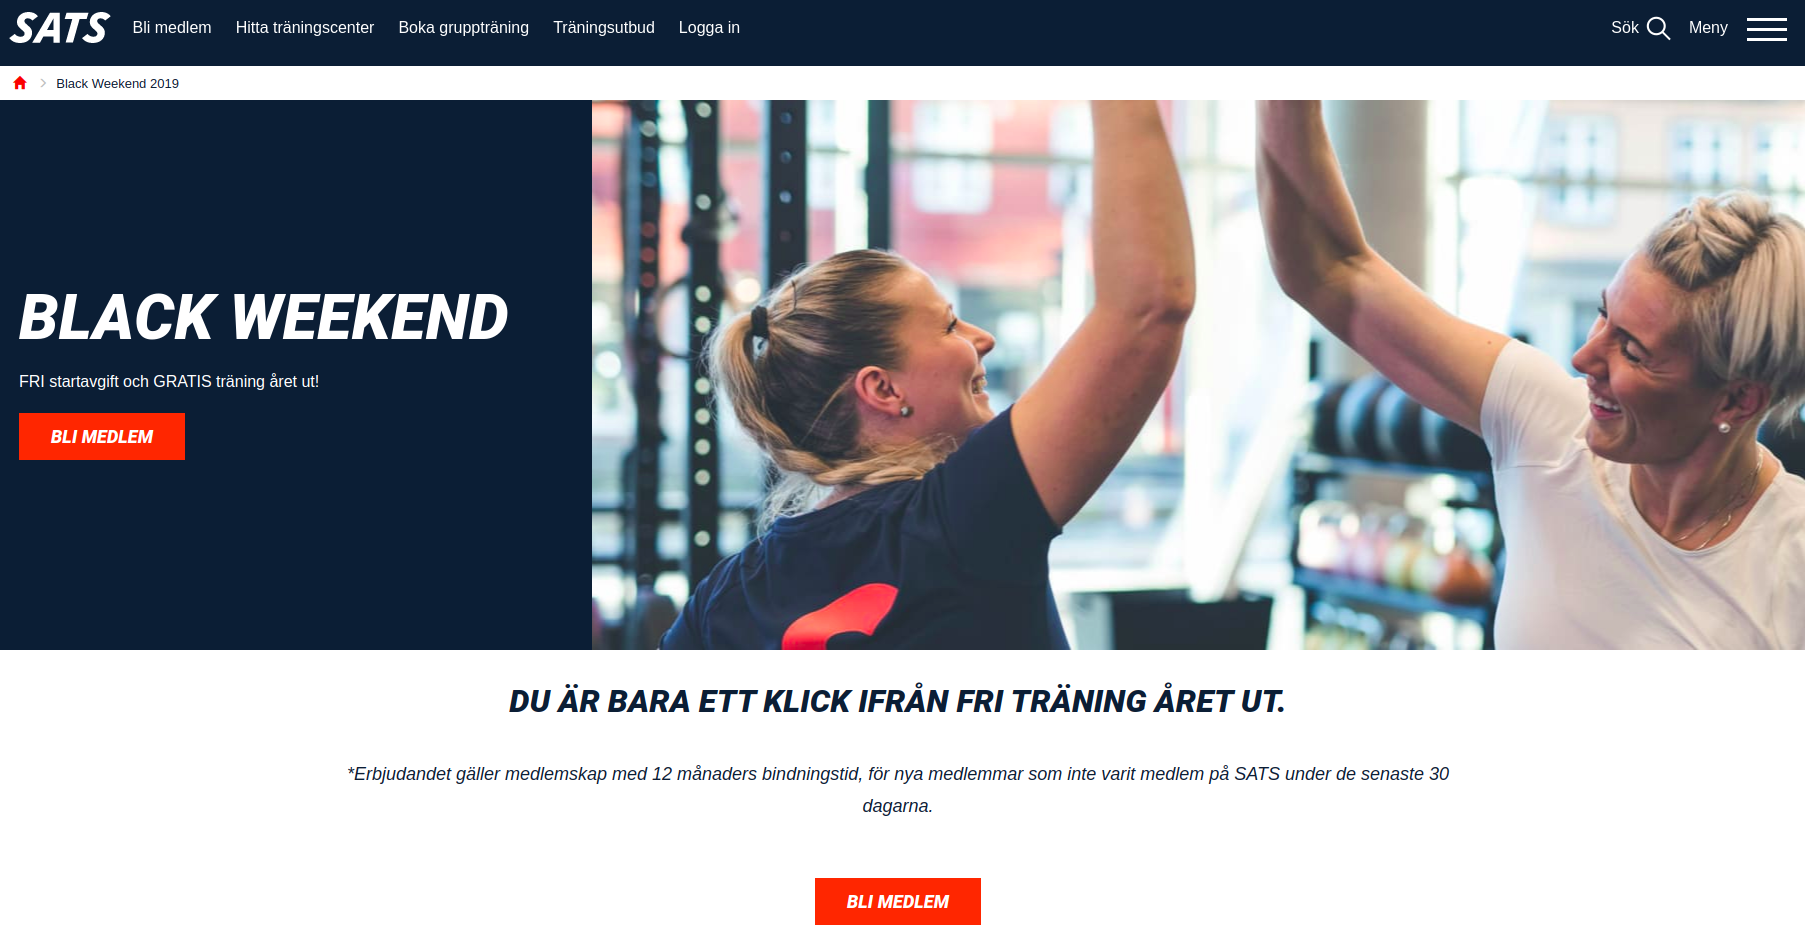 SATS Bli medlem Hitta träningscenter Boka gruppträning Träningsutbud Logga in Sök Meny
Black Weekend 2019
BLACK WEEKEND
FRI startavgift och GRATIS träning året ut!
BLI MEDLEM
DU ÄR BARA ETT KLICK IFRÅN FRI TRÄNING ÅRET UT.
*Erbjudandet gäller medlemskap med 12 månaders bindningstid, för nya medlemmar som inte varit medlem på SATS under de senaste 30
dagarna.
BLI MEDLEM